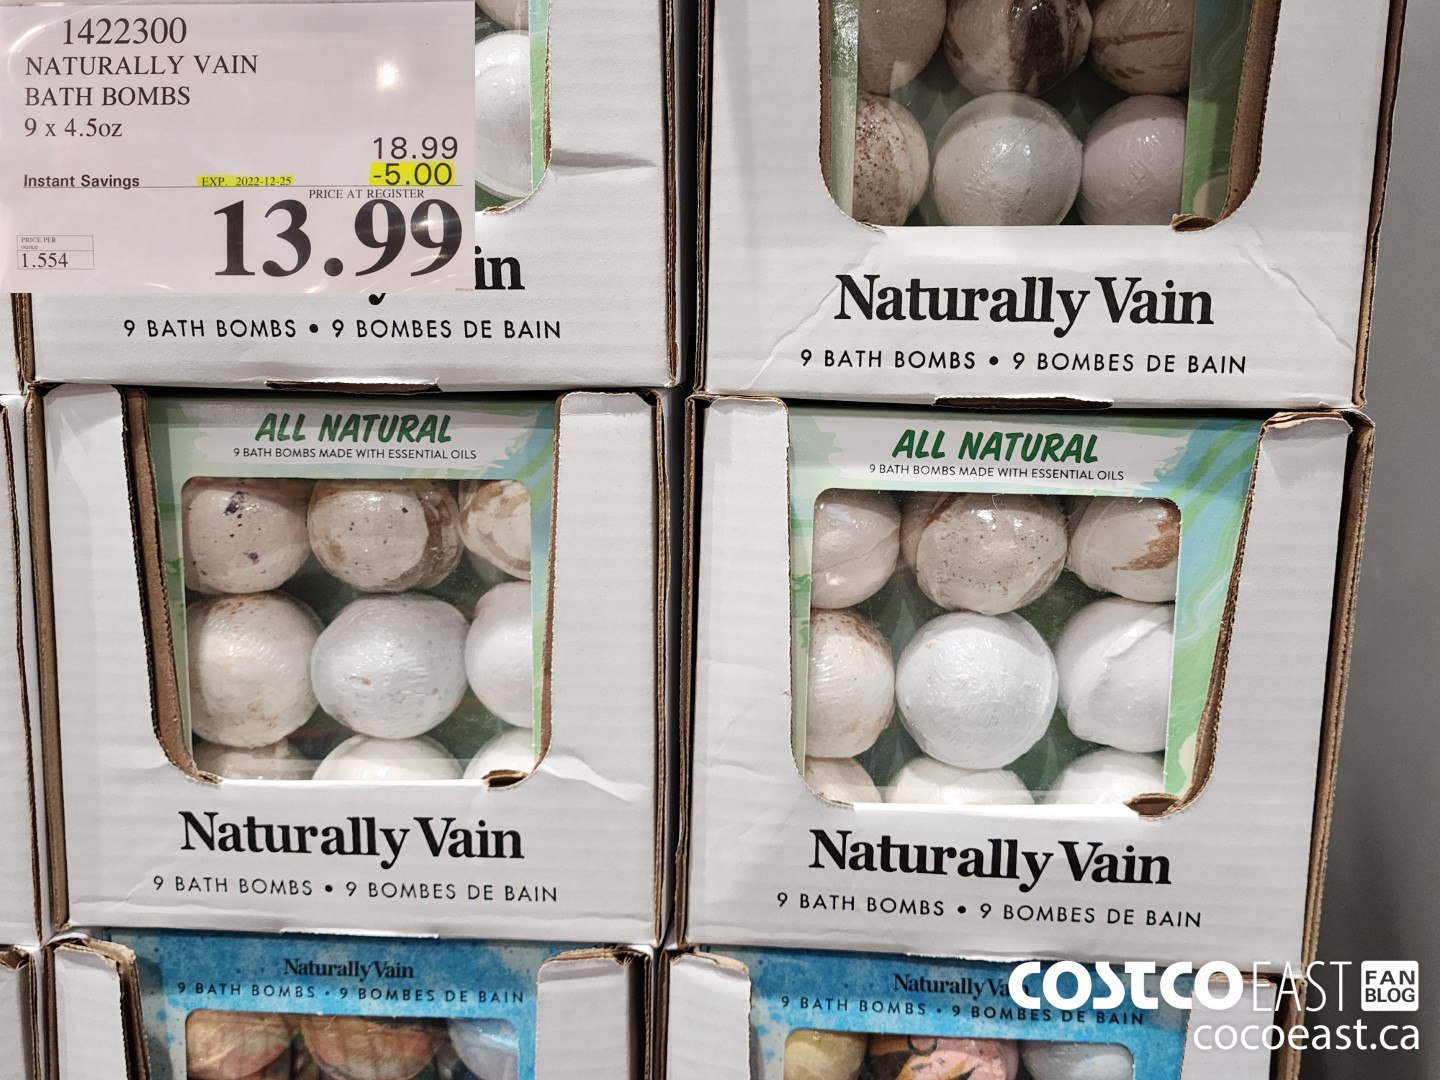 1422300
NATURALLY VAIN
BATH BOMBS
9 x 4.5oz
18.99
Instant Savings EXP. 2022-12-25 -5.00
PRICE AT REGISTER
13.99
PRICE PER
ounce
1.554
in
9 BATH BOMBS • 9 BOMBES DE BAIN
Naturally Vain
9 BATH BOMBS • 9 BOMBES DE BAIN
ALL NATURAL
9 BATH BOMBS MADE WITH ESSENTIAL OILS
Naturally Vain
9 BATH BOMBS • 9 BOMBES DE BAIN
ALL NATURAL
9 BATH BOMBS MADE WITH ESSENTIAL OILS
Naturally Vain
9 BATH BOMBS • 9 BOMBES DE BAIN
Naturally Vain
9 BATH BOMBS • 9 BOMBES DE BAIN
Naturally Va
9 BATH BOMBS • 9 BOMBES DE BAIN
COSTCO EAST FAN BLOG
cocoeast.ca